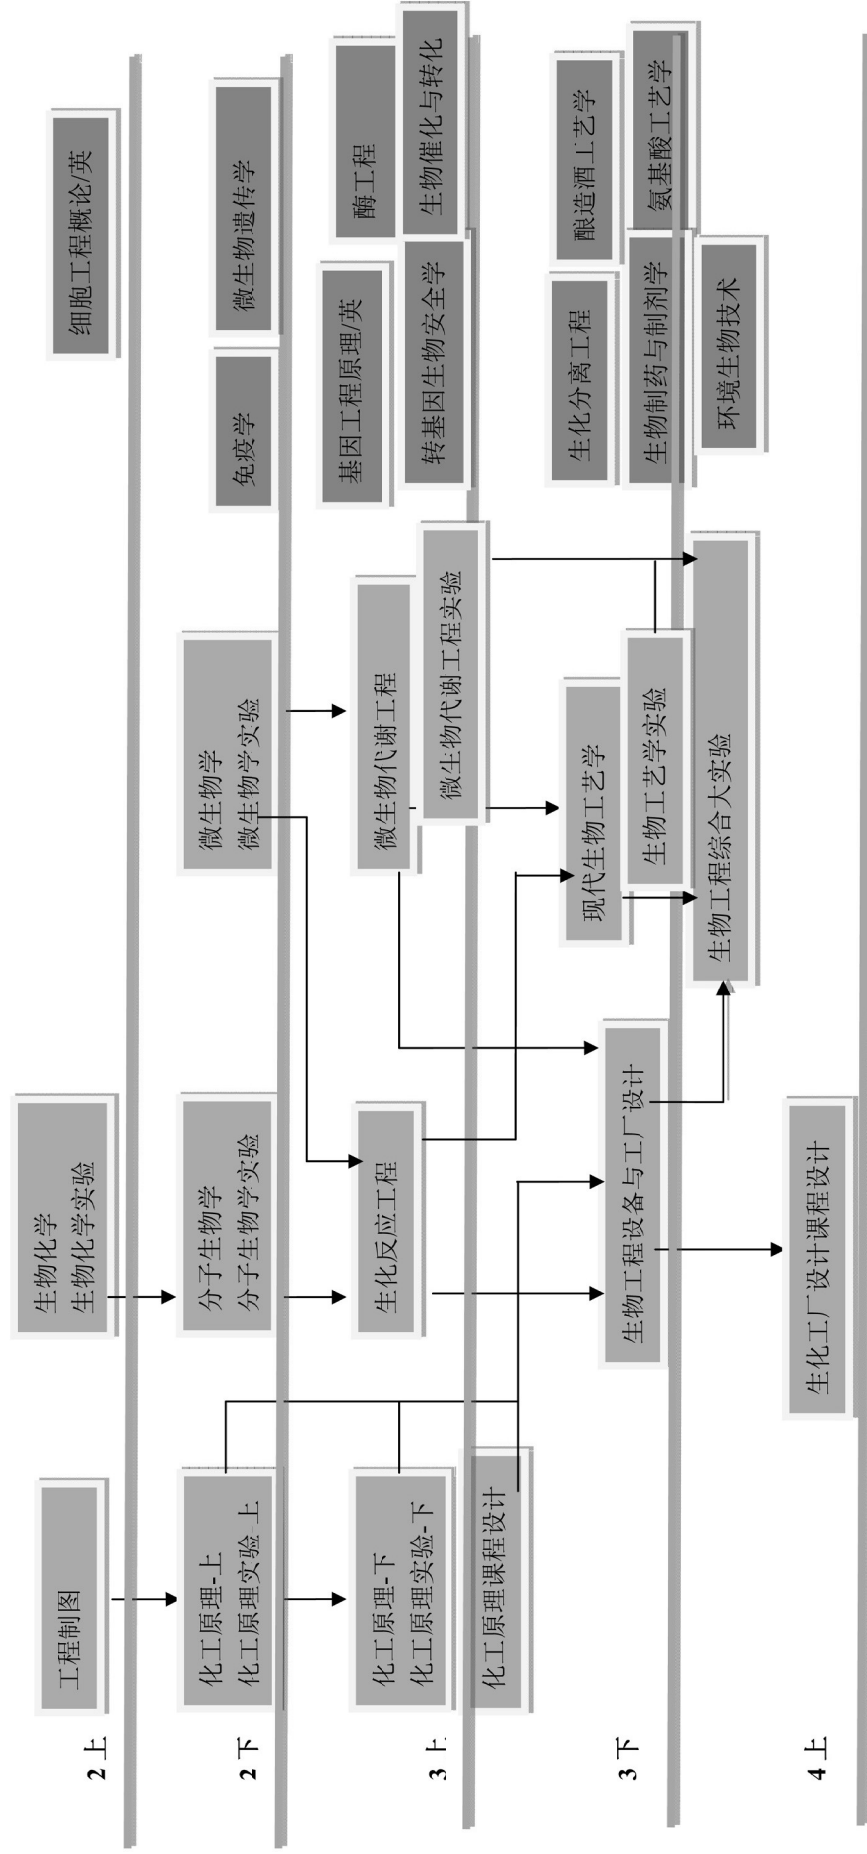 2上
工程制图
生物化学
生物化学实验
细胞工程概论/英
2下
化工原理-上
化工原理实验 上
分子生物学
分子生物学实验
微生物学
微生物学实验
免疫学
微生物遗传学
3上
化工原理-下
化工原理实验-下
化工原理课程设计
生化反应工程
微生物代谢工程
微生物代谢工程实验
基因工程原理/英
酶工程
转基因生物安全学
生物催化与转化
3下
生物工程设备与工厂设计
现代生物工艺学
生物工艺学实验
生物工程综合大实验
生化分离工程
酿造酒工艺学
生物制药与制剂学
氨基酸工艺学
环境生物技术
4上
生化工厂设计课程设计